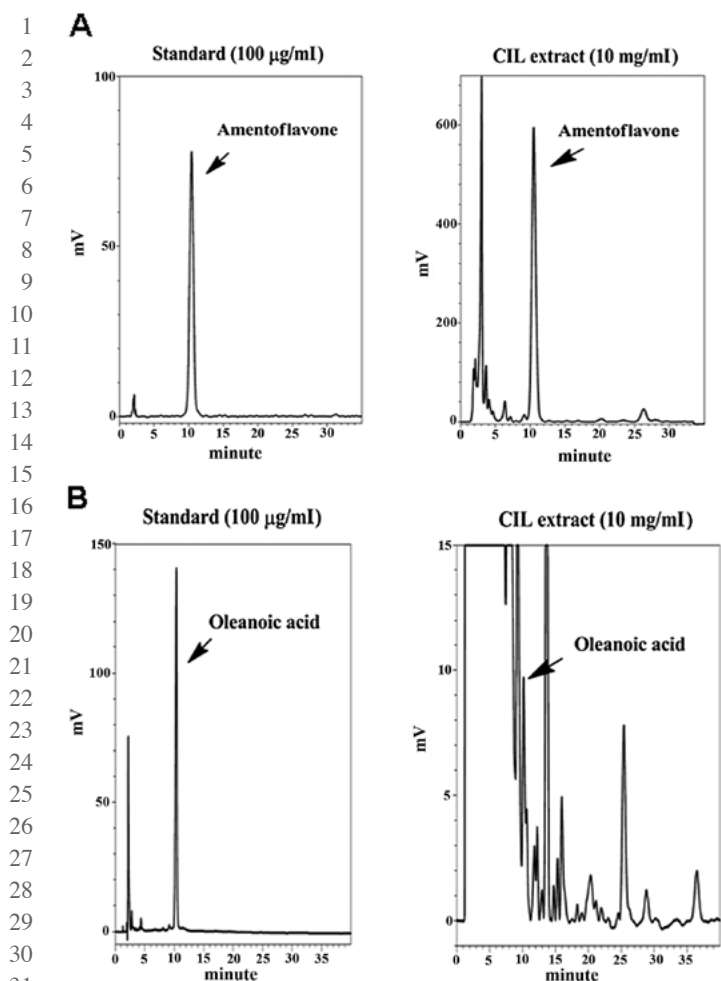 1
2
3
4
5
6
7
8
9
10
11
12
13
14
15
16
17
18
19
20
21
22
23
24
25
26
27
28
29
30
A
Standard (100 µg/ml)
100
50
0
mV
Amentoflavone
0 5 10 15 20 25 30
minute
CIL extract (10 mg/ml)
600
400
200
0
mV
Amentoflavone
0 5 10 15 20 25 30
minute
B
Standard (100 µg/ml)
150
100
50
0
mV
Oleanoic acid
0 5 10 15 20 25 30 35
minute
CIL extract (10 mg/ml)
15
10
5
0
mV
Oleanoic acid
0 5 10 15 20 25 30 35
minute